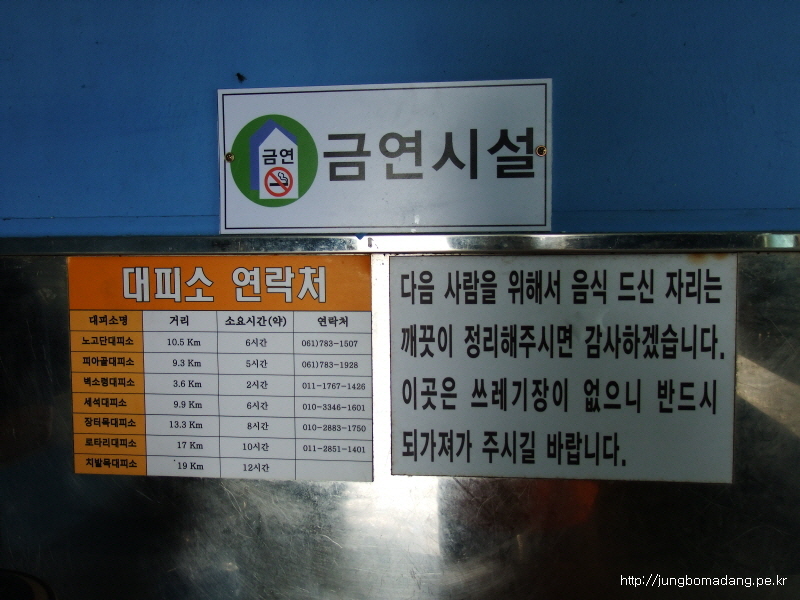 금연
금연시설
대피소 연락처
대피소명 거리 소요시간(약) 연락처
노고단대피소 10.5 Km 6시간 061)783-1507
피아골대피소 9.3 Km 5시간 061)783-1928
벽소령대피소 3.6 Km 2시간 011-1767-1426
세석대피소 9.9 Km 6시간 010-3346-1601
장터목대피소 13.3 Km 8시간 010-2883-1750
로타리대피소 17 Km 10시간 011-2851-1401
치밭목대피소 19 Km 12시간
다음 사람을 위해서 음식 드신 자리는
깨끗이 정리해주시면 감사하겠습니다.
이곳은 쓰레기장이 없으니 반드시
되가져가 주시길 바랍니다.
http://jungbomadang.pe.kr